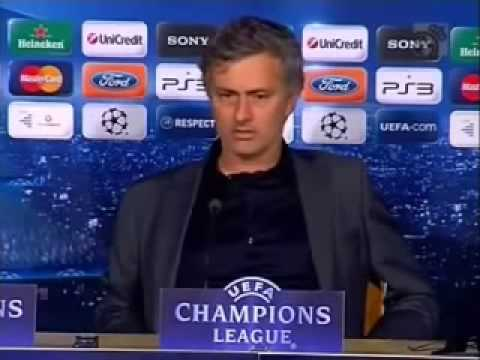 Heineken
UniCredit
SONY
UniCredit
SONY
MasterCard
Ford
PS3
Ford
PS3
RESPECT
UEFA.com
UEFA
CHAMPIONS
LEAGUE